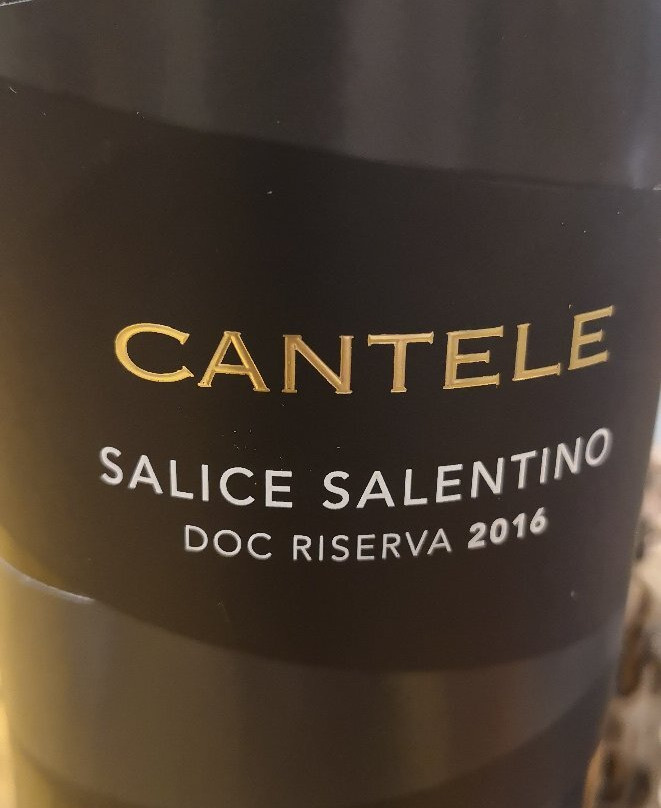 CANTELE
SALICE SALENTINO
DOC RISERVA 2016